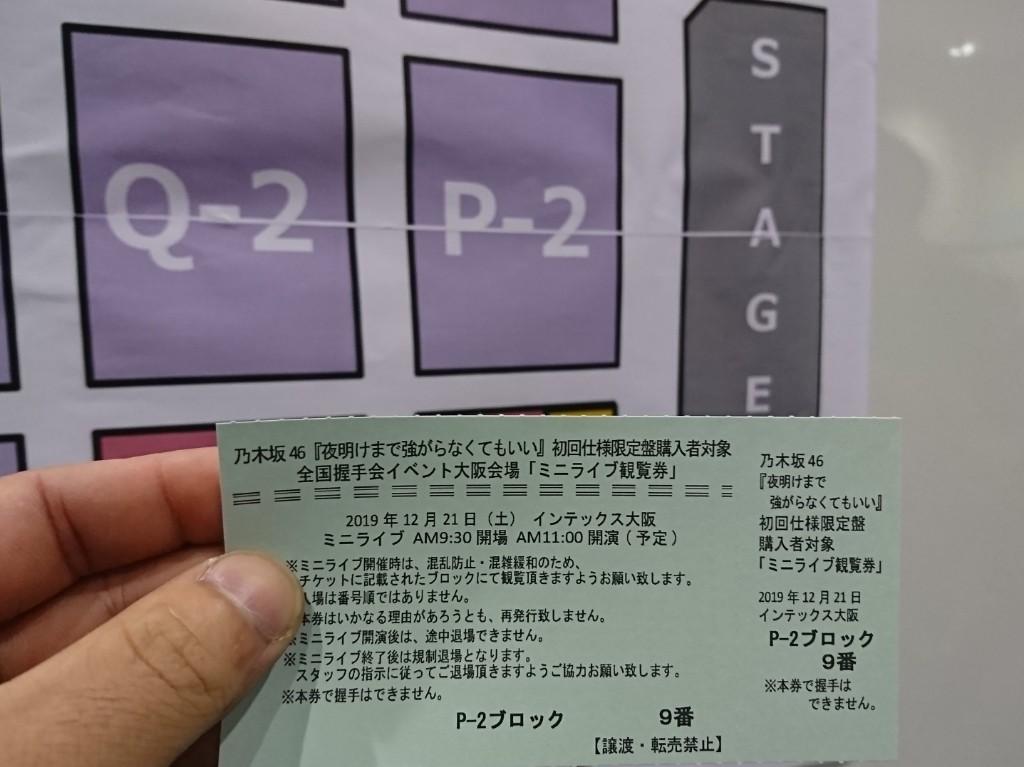 Q-2
P-2
STAGE
乃木坂46『夜明けまで強がらなくてもいい』初回仕様限定盤購入者対象
全国握手会イベント大阪会場「ミニライブ観覧券」
2019年12月21日（土） インテックス大阪
ミニライブ AM9:30開場 AM11:00開演（予定）
※ミニライブ開催時は、混乱防止・混雑緩和のため、
チケットに記載されたブロックにて観覧頂きますようお願い致します。
入場は番号順ではありません。
本券はいかなる理由があろうとも、再発行致しません。
※ミニライブ開演後は、途中退場できません。
※ミニライブ終了後は規制退場となります。
スタッフの指示に従ってご退場頂きますようご協力お願い致します。
※本券で握手はできません。
P-2ブロック 9番
【譲渡・転売禁止】
乃木坂46
『夜明けまで
強がらなくてもいい』
初回仕様限定盤
購入者対象
「ミニライブ観覧券」
2019年12月21日
インテックス大阪
P-2ブロック
9番
※本券で握手は
できません。